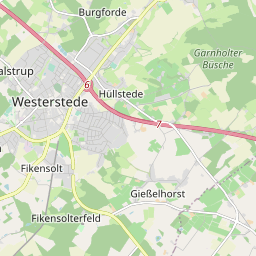 Burgforde
Garnholter
Büsche
alstrup
6
Hüllstede
Westerstede
7
Fikensolt
Gießelhorst
Fikensolterfeld